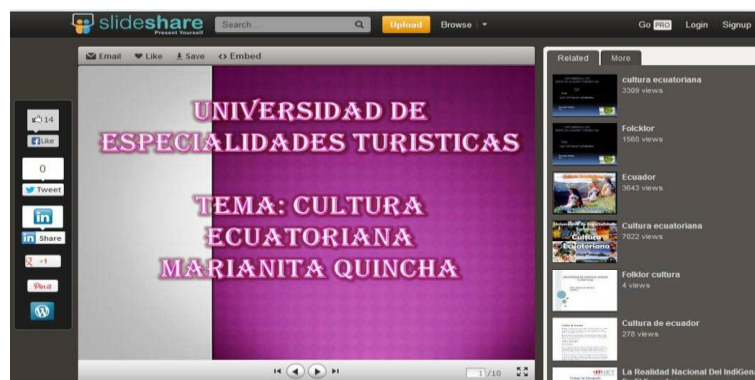 slideshare
Present Yourself
Search...
Upload
Browse
Go PRO
Login
Signup
Email
Like
Save
Embed
14
Like
0
Tweet
in
in Share
+1
Pin it
UNIVERSIDAD DE
ESPECIALIDADES TURISTICAS
TEMA: CULTURA
ECUATORIANA
MARIANITA QUINCHA
1/10
Related
More
cultura ecuatoriana
3309 views
Folcklor
1560 views
Ecuador
3643 views
Cultura ecuatoriana
7022 views
Folklor cultura
4 views
Cultura de ecuador
278 views
La Realidad Nacional Del IndiGen